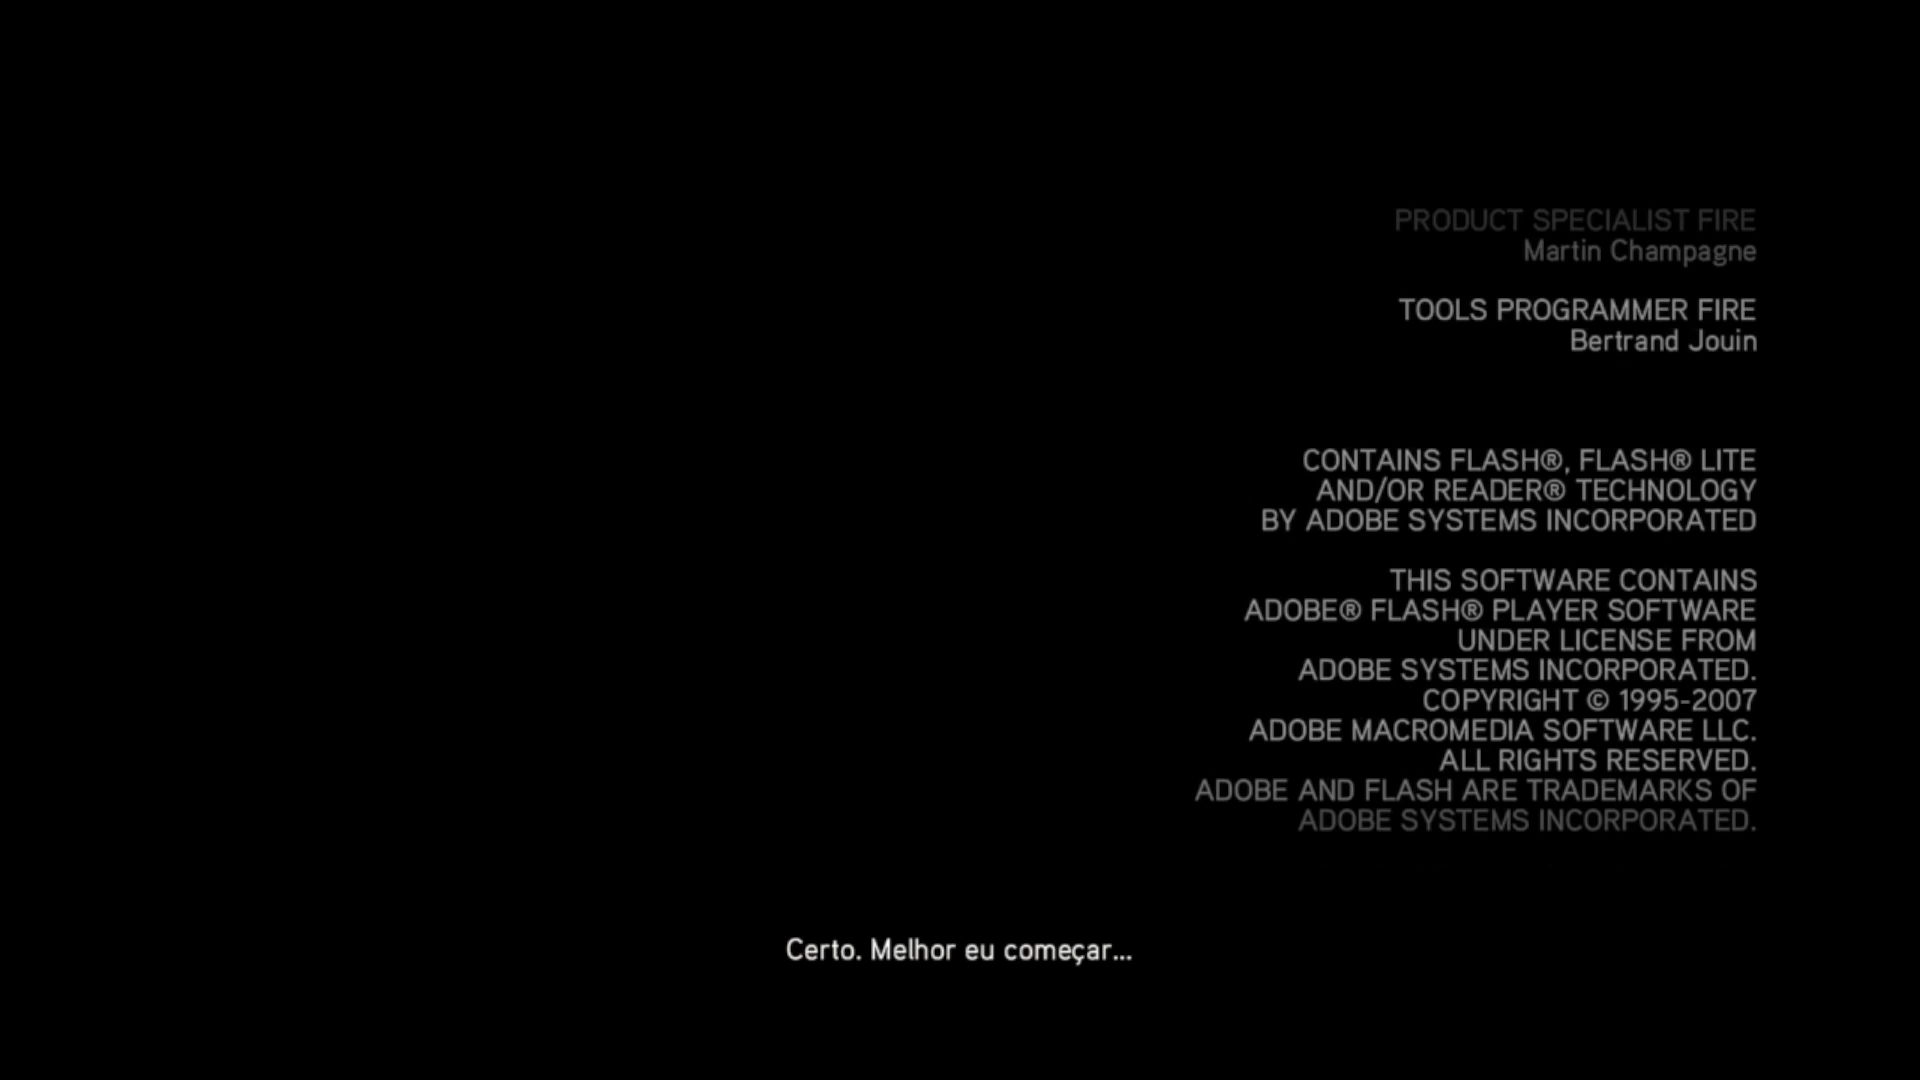 PRODUCT SPECIALIST FIRE
Martin Champagne
TOOLS PROGRAMMER FIRE
Bertrand Jouin
CONTAINS FLASH®, FLASH® LITE
AND/OR READER® TECHNOLOGY
BY ADOBE SYSTEMS INCORPORATED
THIS SOFTWARE CONTAINS
ADOBE® FLASH® PLAYER SOFTWARE
UNDER LICENSE FROM
ADOBE SYSTEMS INCORPORATED.
COPYRIGHT © 1995-2007
ADOBE MACROMEDIA SOFTWARE LLC.
ALL RIGHTS RESERVED.
ADOBE AND FLASH ARE TRADEMARKS OF
ADOBE SYSTEMS INCORPORATED.
Certo. Melhor eu começar...